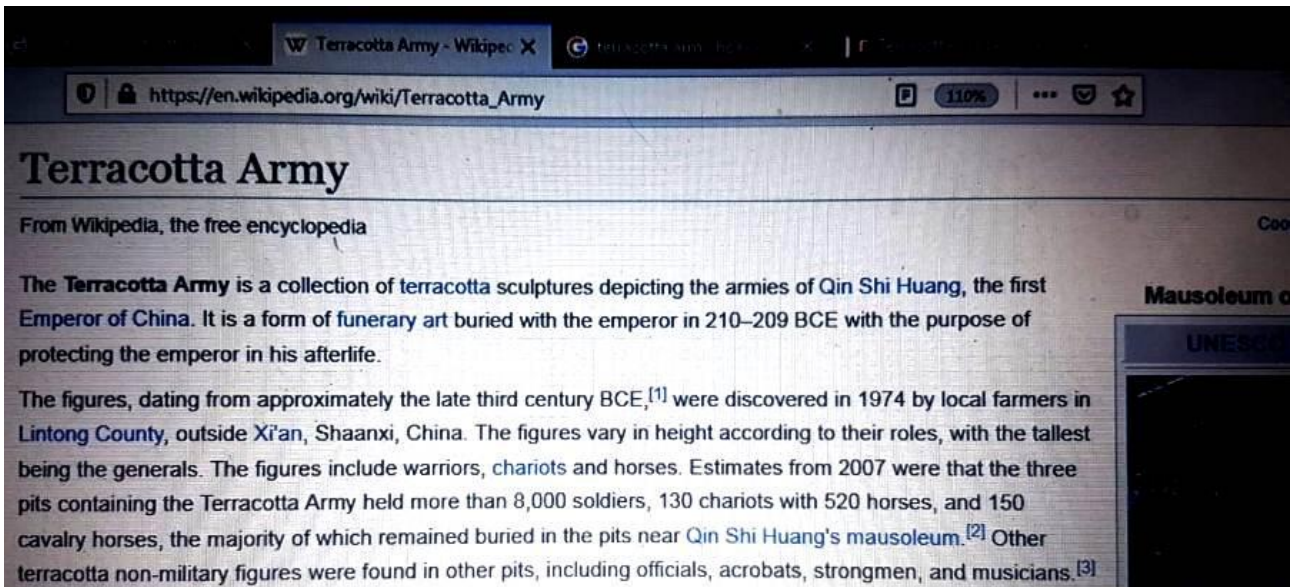 Terracotta Army - Wikipec
https://en.wikipedia.org/wiki/Terracotta_Army
110%
Terracotta Army
From Wikipedia, the free encyclopedia
Coo
The Terracotta Army is a collection of terracotta sculptures depicting the armies of Qin Shi Huang, the first
Mausoleum o
Emperor of China. It is a form of funerary art buried with the emperor in 210–209 BCE with the purpose of
UNESCO
protecting the emperor in his afterlife.
The figures, dating from approximately the late third century BCE,[1] were discovered in 1974 by local farmers in
Lintong County, outside Xi'an, Shaanxi, China. The figures vary in height according to their roles, with the tallest
being the generals. The figures include warriors, chariots and horses. Estimates from 2007 were that the three
pits containing the Terracotta Army held more than 8,000 soldiers, 130 chariots with 520 horses, and 150
cavalry horses, the majority of which remained buried in the pits near Qin Shi Huang's mausoleum.[2] Other
terracotta non-military figures were found in other pits, including officials, acrobats, strongmen, and musicians.[3]